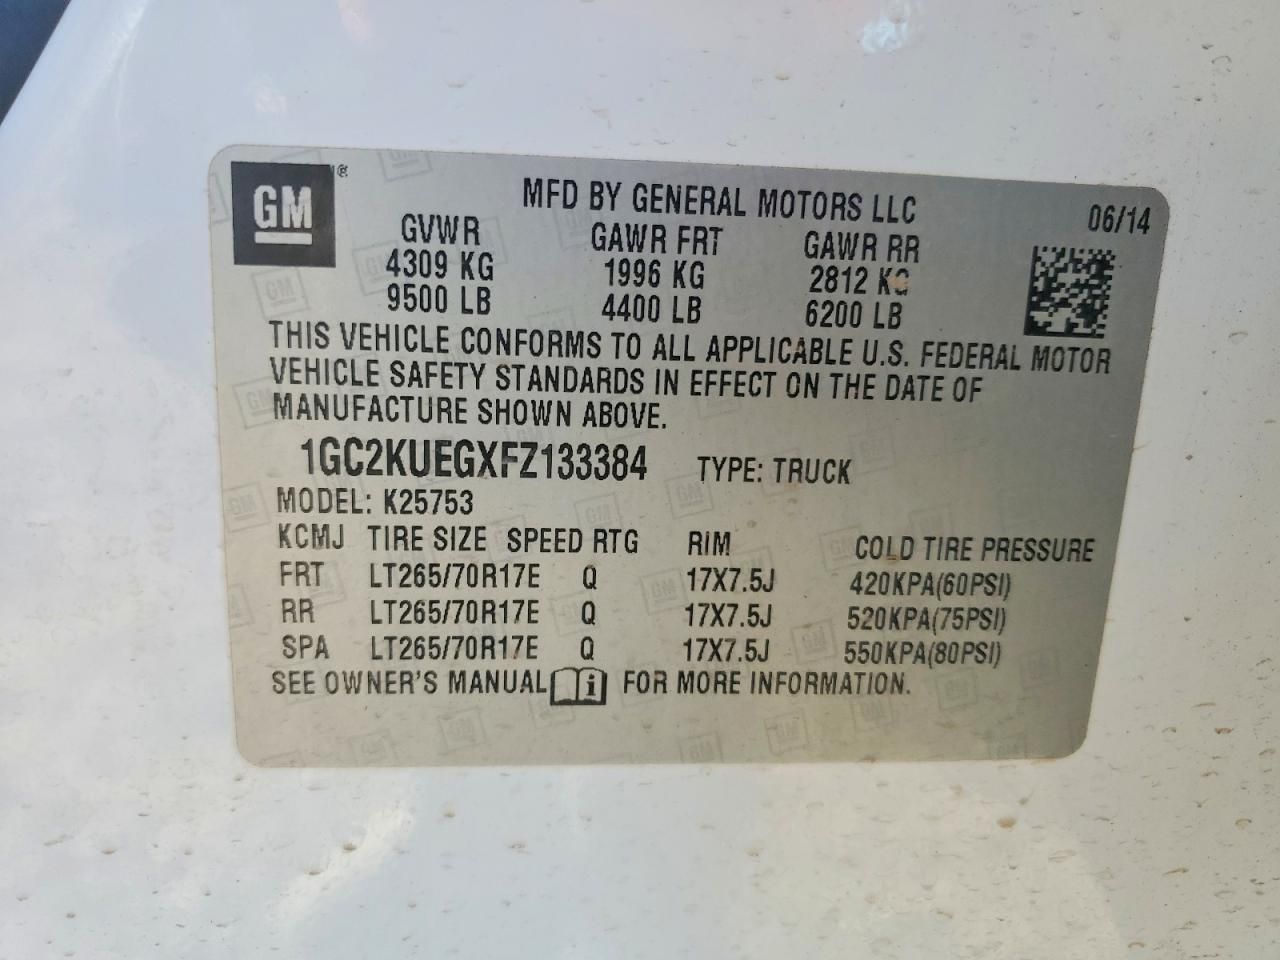 GM®
MFD BY GENERAL MOTORS LLC 06/14
GVWR GAWR FRT GAWR RR
4309 KG 1996 KG 2812 KG
9500 LB 4400 LB 6200 LB
THIS VEHICLE CONFORMS TO ALL APPLICABLE U.S. FEDERAL MOTOR
VEHICLE SAFETY STANDARDS IN EFFECT ON THE DATE OF
MANUFACTURE SHOWN ABOVE.
1GC2KUEGXFZ133384 TYPE: TRUCK
MODEL: K25753
KCMJ TIRE SIZE SPEED RTG RIM COLD TIRE PRESSURE
FRT LT265/70R17E Q 17X7.5J 420KPA(60PSI)
RR LT265/70R17E Q 17X7.5J 520KPA(75PSI)
SPA LT265/70R17E Q 17X7.5J 550KPA(80PSI)
SEE OWNER'S MANUAL i FOR MORE INFORMATION.